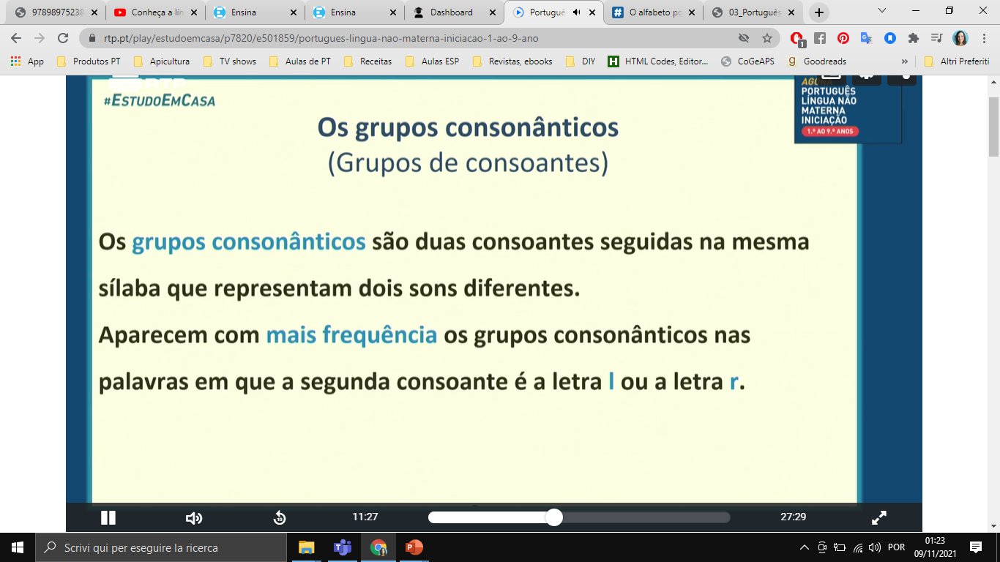 97898975238
Conheça a lín
Ensina
Ensina
Dashboard
Portuguê
O alfabeto po
03_Português
rtp.pt/play/estudoemcasa/p7820/e501859/portugues-lingua-nao-materna-iniciacao-1-ao-9-ano
1
App
Produtos PT
Apicultura
TV shows
Aulas de PT
Receitas
Aulas ESP
Revistas, ebooks
DIY
HTML Codes, Editor...
CoGeAPS
Goodreads
»
Altri Preferiti
RTP
#ESTUDOEMCASA
PORTUGUÊS
LÍNGUA NÃO
MATERNA
INICIAÇÃO
1.º AO 9.º ANOS
Os grupos consonânticos
(Grupos de consoantes)
Os grupos consonânticos são duas consoantes seguidas na mesma
sílaba que representam dois sons diferentes.
Aparecem com mais frequência os grupos consonânticos nas
palavras em que a segunda consoante é a letra l ou a letra r.
10
11:27
27:29
Scrivi qui per eseguire la ricerca
POR
01:23
09/11/2021